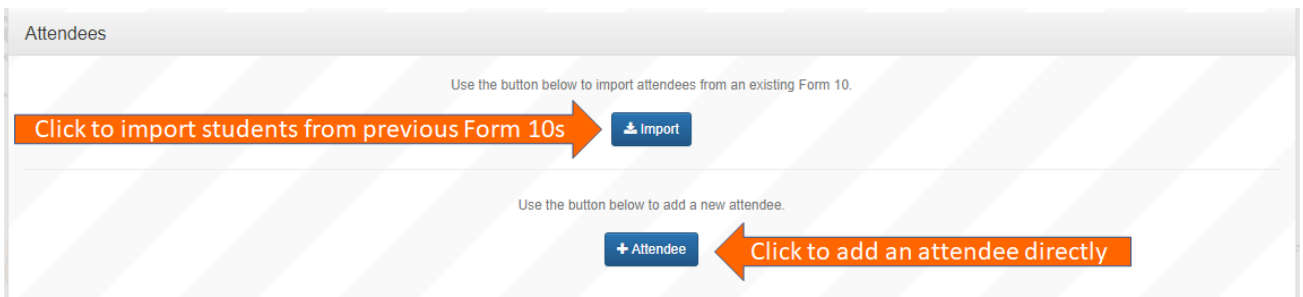 Attendees
Use the button below to import attendees from an existing Form 10.
Click to import students from previous Form 10s
Import
Use the button below to add a new attendee.
+ Attendee
Click to add an attendee directly